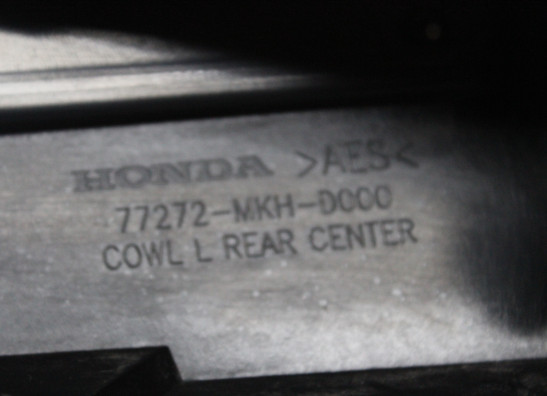 HONDA >AES<
77272-MKH-D000
COWL L REAR CENTER